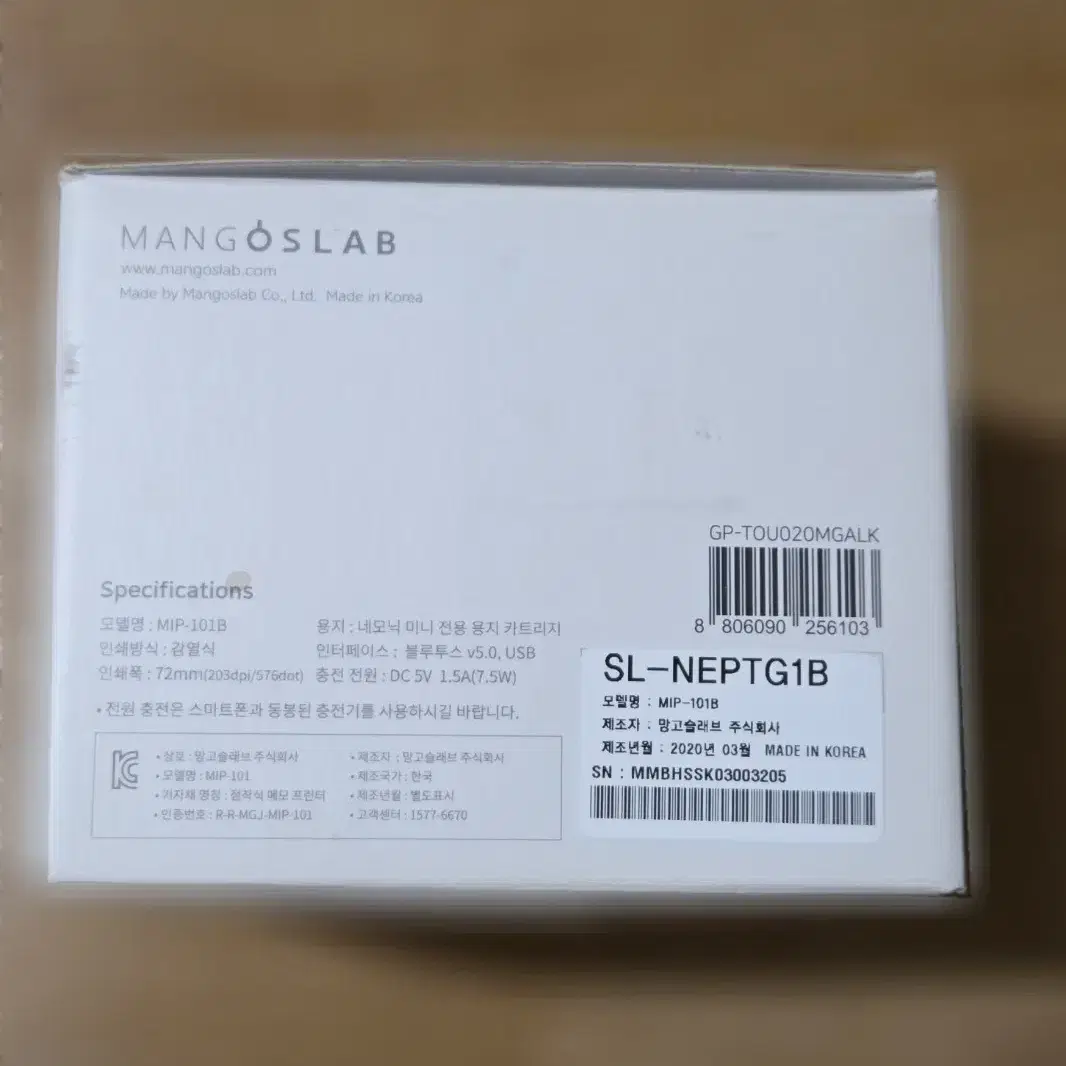 MANGOSLAB
www.mangoslab.com
Made by Mangoslab Co., Ltd. Made in Korea
GP-TOU020MGALK
8 806090 256103
Specifications
모델명 : MIP-101B
인쇄방식 : 감열식
인쇄폭 : 72mm(203dpi/576dot)
용지 : 네모닉 미니 전용 용지 카트리지
인터페이스 : 블루투스 v5.0, USB
충전 전원 : DC 5V 1.5A(7.5W)
• 전원 충전은 스마트폰과 동봉된 충전기를 사용하시길 바랍니다.
• 상호 : 망고슬래브 주식회사
• 모델명 : MIP-101
• 기자재 명칭 : 점착식 메모 프린터
• 인증번호 : R-R-MGJ-MIP-101
• 제조자 : 망고슬래브 주식회사
• 제조국가 : 한국
• 제조년월 : 별도표시
• 고객센터 : 1577-6670
SL-NEPTG1B
모델명 : MIP-101B
제조자 : 망고슬래브 주식회사
제조년월 : 2020년 03월 MADE IN KOREA
SN : MMBHSSK03003205